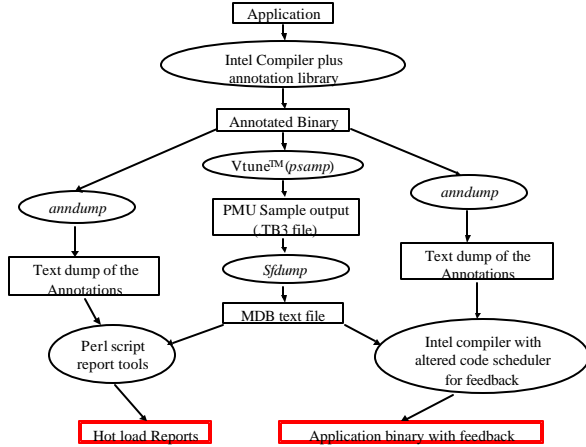 Application
Intel Compiler plus
annotation library
Annotated Binary
Vtune™(psamp)
anndump
anndump
PMU Sample output
(.TB3 file)
Text dump of the
Annotations
Text dump of the
Annotations
Sfdump
MDB text file
Perl script
report tools
Intel compiler with
altered code scheduler
for feedback
Hot load Reports
Application binary with feedback